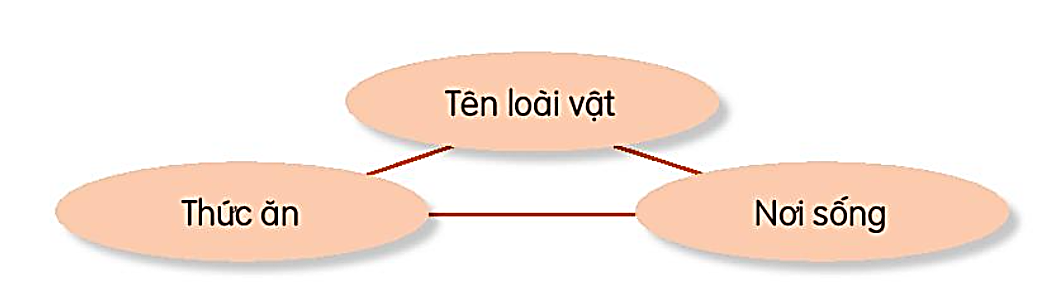 Tên loài vật
Thức ăn
Nơi sống